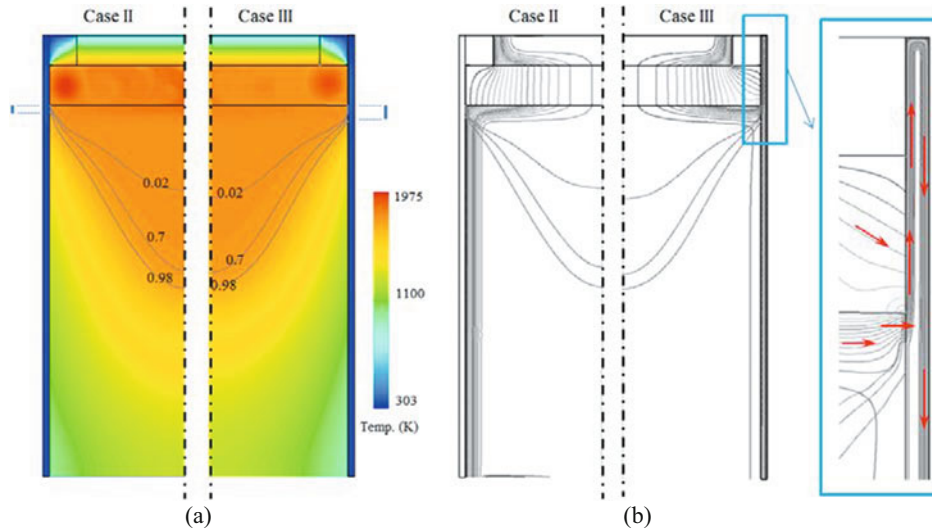 Case II
Case III
0.02
0.02
0.7
0.7
0.98
0.98
1975
1100
303
Temp. (K)
(a)
Case II
Case III
(b)